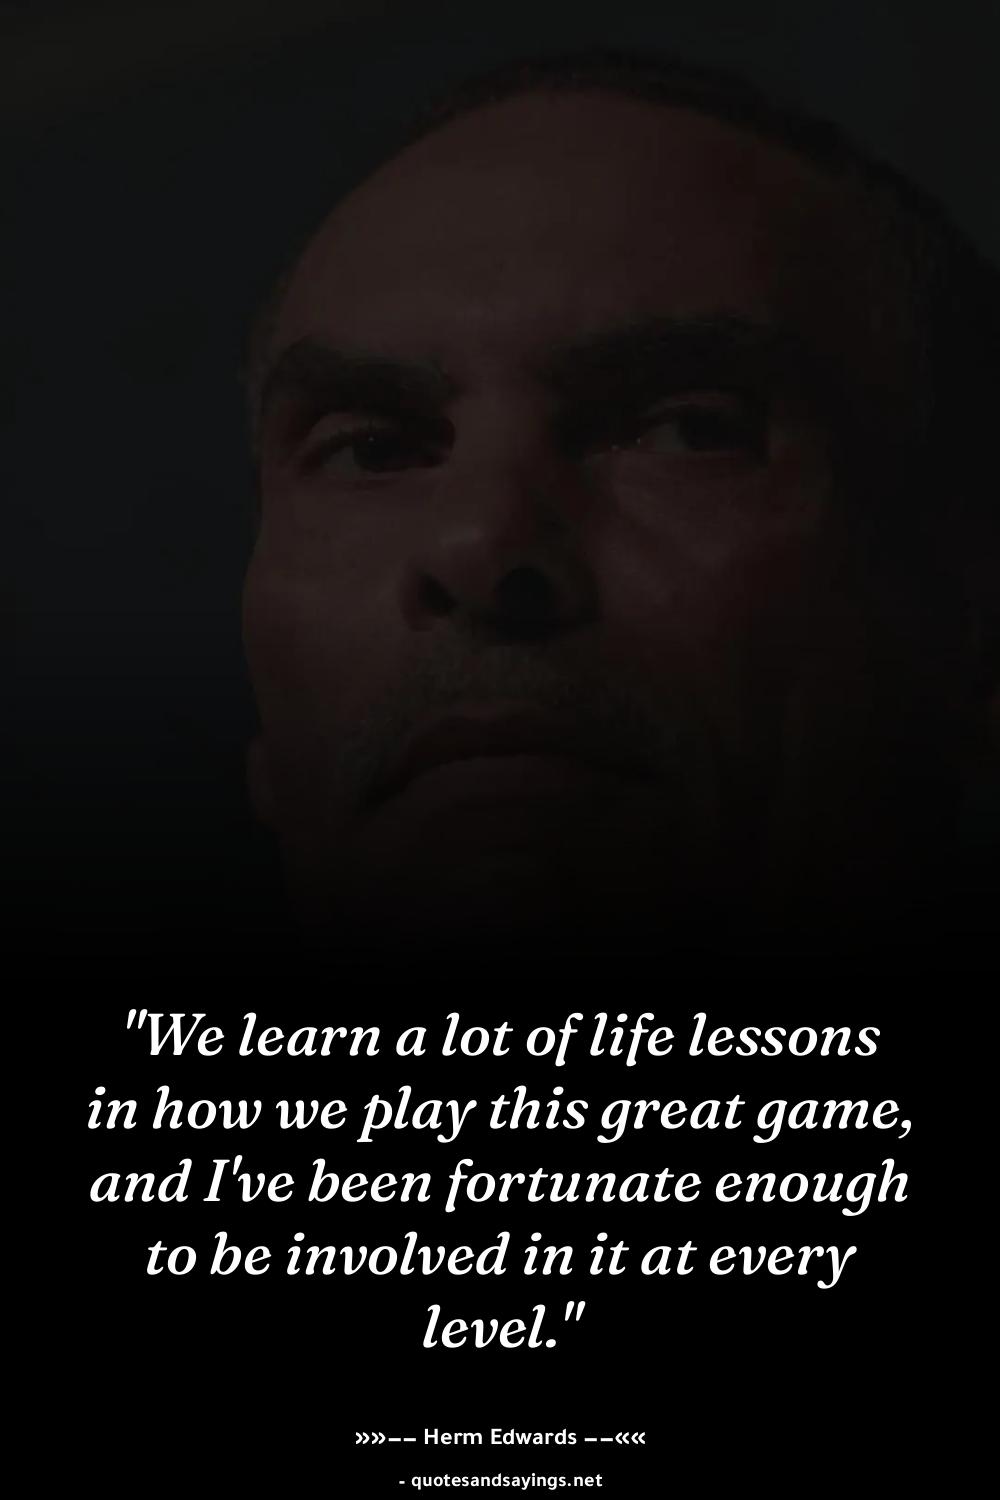 "We learn a lot of life lessons
in how we play this great game,
and I've been fortunate enough
to be involved in it at every
level."
»»−− Herm Edwards −−««
- quotesandsayings.net